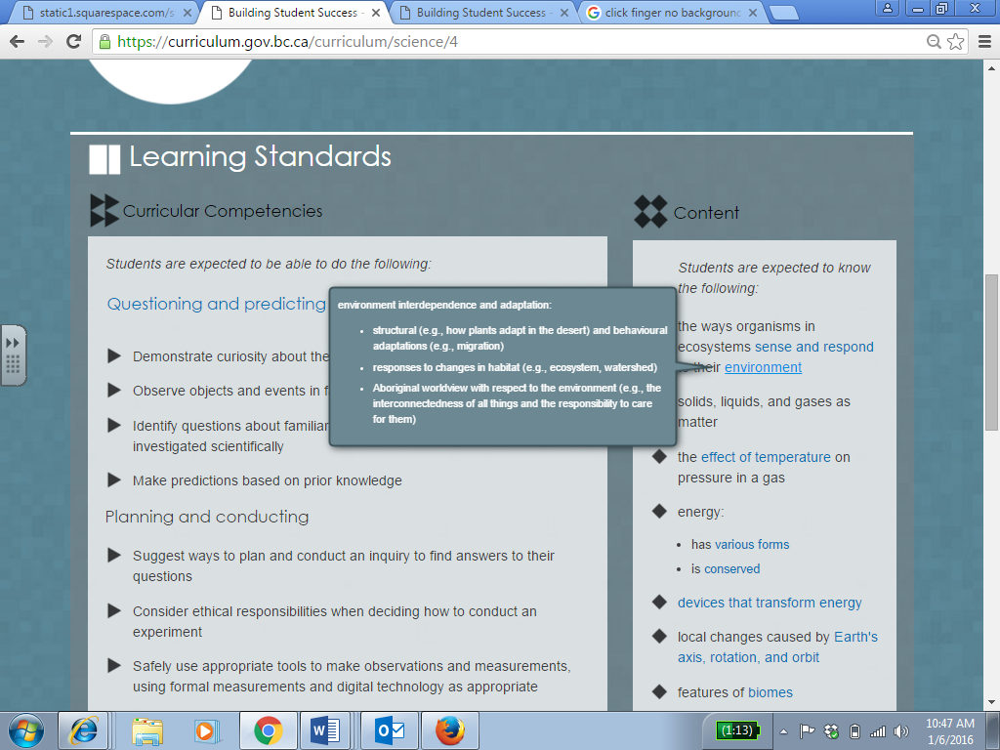 static1.squarespace.com/s
Building Student Success -
Building Student Success -
click finger no background
https://curriculum.gov.bc.ca/curriculum/science/4
Learning Standards
Curricular Competencies
Students are expected to be able to do the following:
Questioning and predicting
Demonstrate curiosity about the
Observe objects and events in
Identify questions about familiar
investigated scientifically
Make predictions based on prior knowledge
Planning and conducting
Suggest ways to plan and conduct an inquiry to find answers to their
questions
Consider ethical responsibilities when deciding how to conduct an
experiment
Safely use appropriate tools to make observations and measurements,
using formal measurements and digital technology as appropriate
environment interdependence and adaptation:
• structural (e.g., how plants adapt in the desert) and behavioural
adaptations (e.g., migration)
• responses to changes in habitat (e.g., ecosystem, watershed)
• Aboriginal worldview with respect to the environment (e.g., the
interconnectedness of all things and the responsibility to care
for them)
Content
Students are expected to know
the following:
the ways organisms in
ecosystems sense and respond
their environment
solids, liquids, and gases as
matter
the effect of temperature on
pressure in a gas
energy:
• has various forms
• is conserved
devices that transform energy
local changes caused by Earth's
axis, rotation, and orbit
features of biomes
(1:13)
10:47 AM
1/6/2016